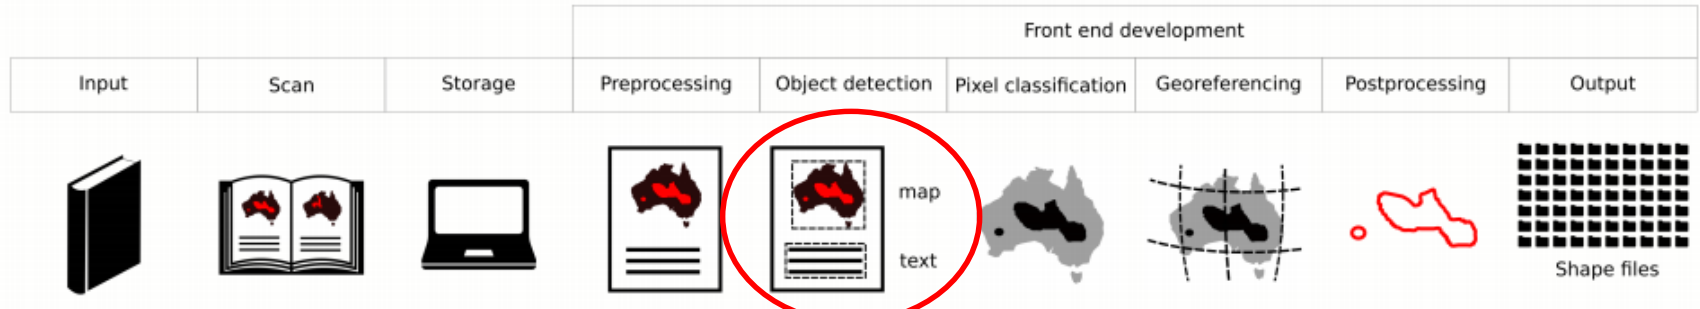 Front end development
Input Scan Storage Preprocessing Object detection Pixel classification Georeferencing Postprocessing Output
map
text
Shape files